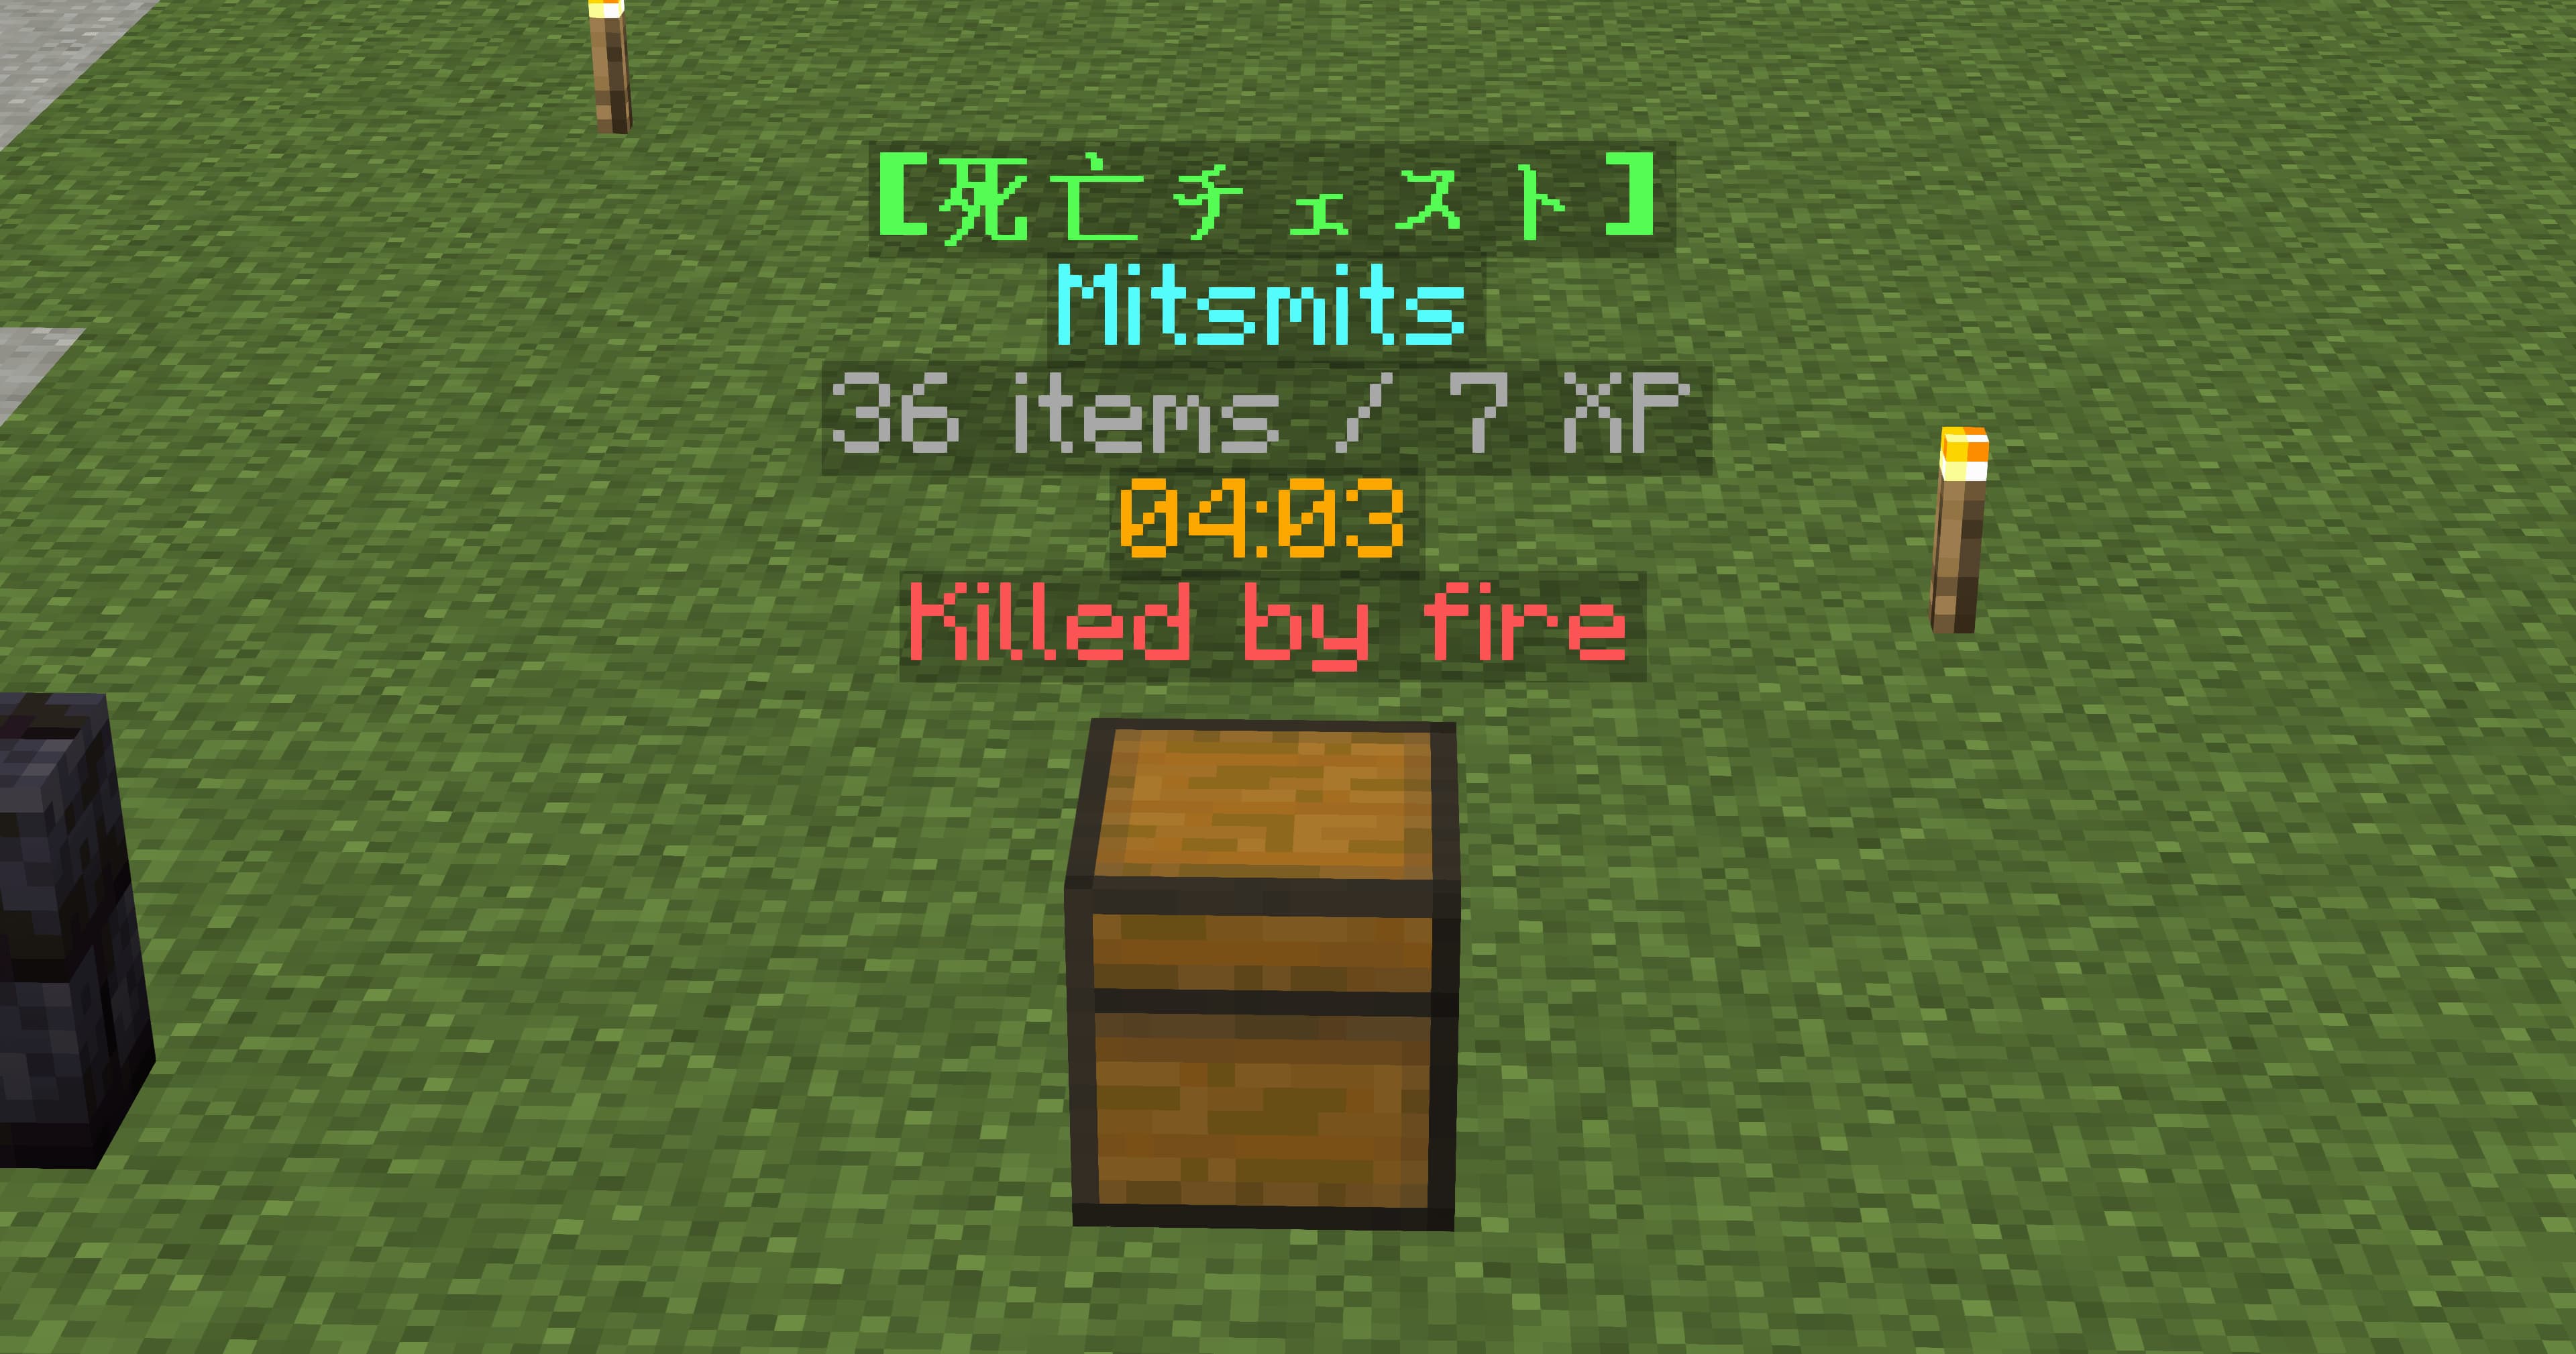 【死亡チェスト】
Mitsmits
36 items / 7 XP
04:03
Killed by fire